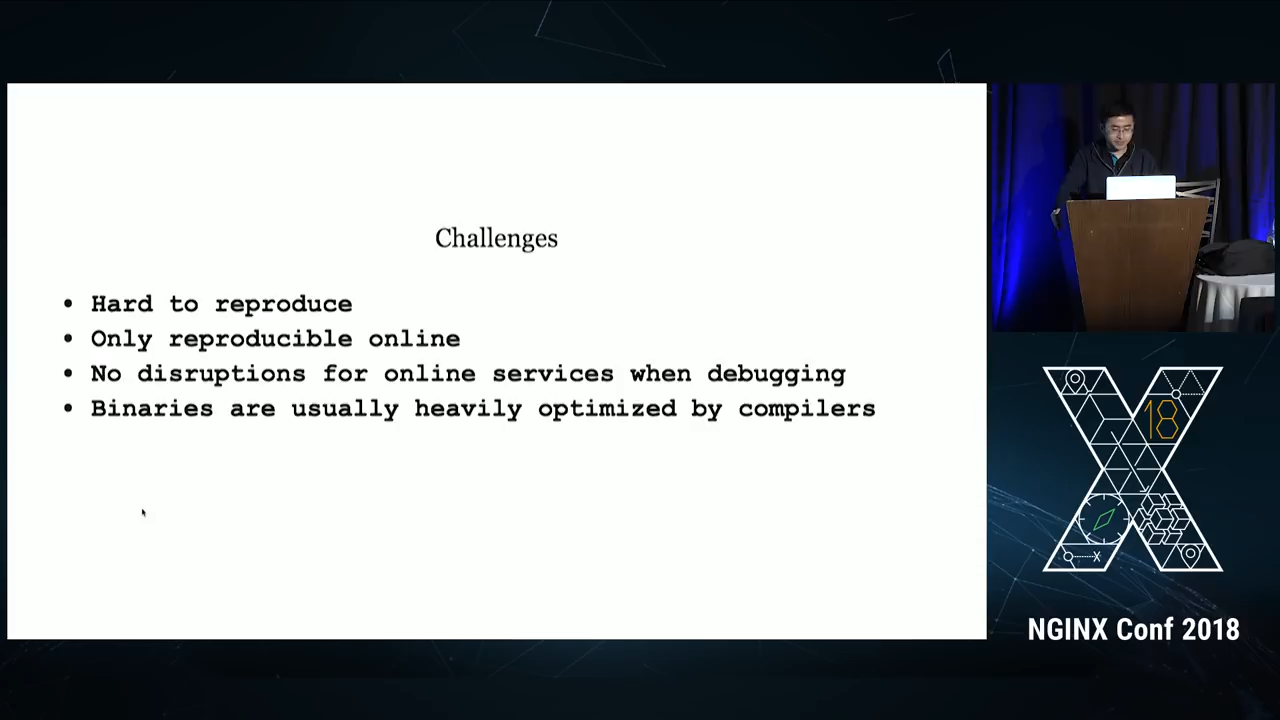 Challenges
• Hard to reproduce
• Only reproducible online
• No disruptions for online services when debugging
• Binaries are usually heavily optimized by compilers
18
X
NGINX Conf 2018